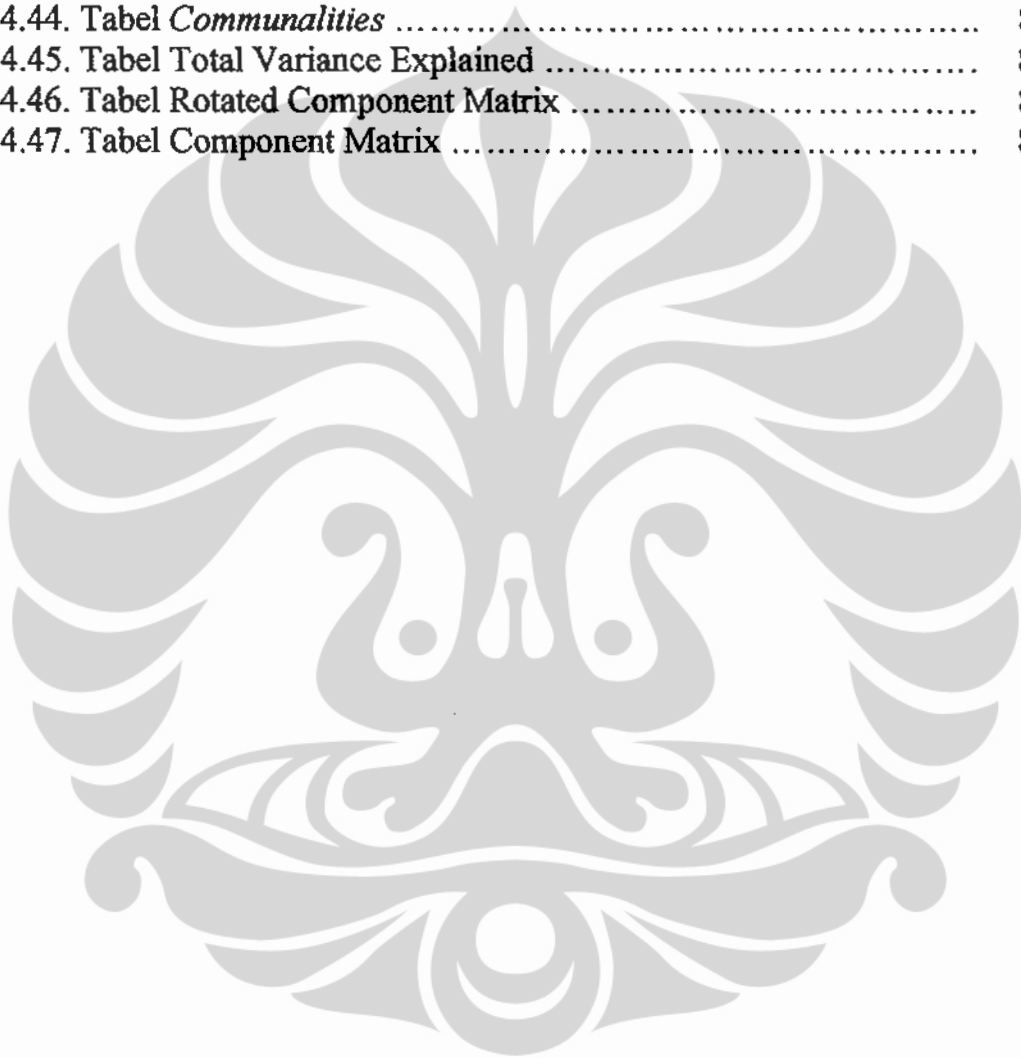 4.44. Tabel Communalities ................................................
4.45. Tabel Total Variance Explained ....................................
4.46. Tabel Rotated Component Matrix ..................................
4.47. Tabel Component Matrix ............................................